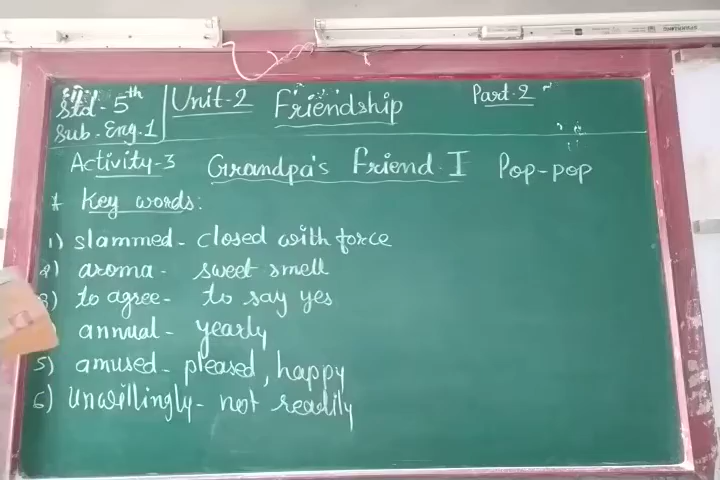 Std- 5th
Unit-2 Friendship Part-2
Sub-Eng-1
Activity-3 Grandpa's Friend-I Pop-pop
* Key words:
1) slammed- closed with force
2) aroma- sweet smell
3) to agree- to say yes
annual- yearly
5) amused- pleased, happy
6) Unwillingly- not readily